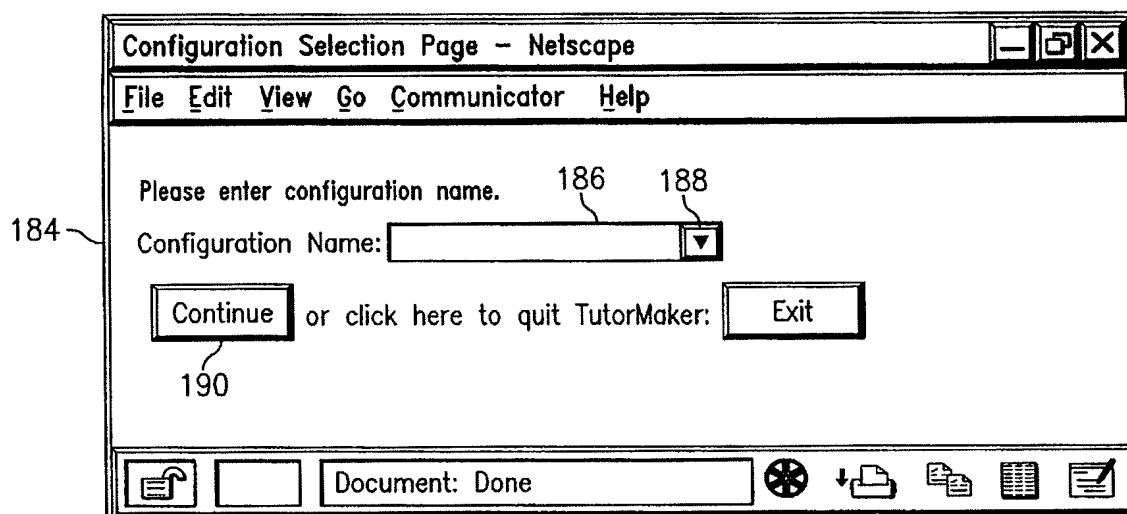 Configuration Selection Page - Netscape
File Edit View Go Communicator Help
Please enter configuration name.
186
188
184
Configuration Name:
Continue or click here to quit TutorMaker: Exit
190
Document: Done